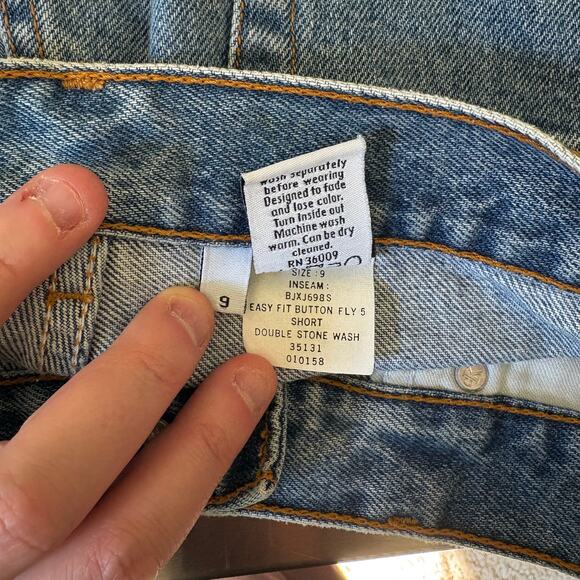 wash separately
before wearing
Designed to fade
and lose color.
Turn Inside out
Machine wash
warm. Can be dry
cleaned.
RN 36009
SIZE : 9
INSEAM :
BJXJ698S
EASY FIT BUTTON FLY 5
SHORT
DOUBLE STONE WASH
35131
010158
9